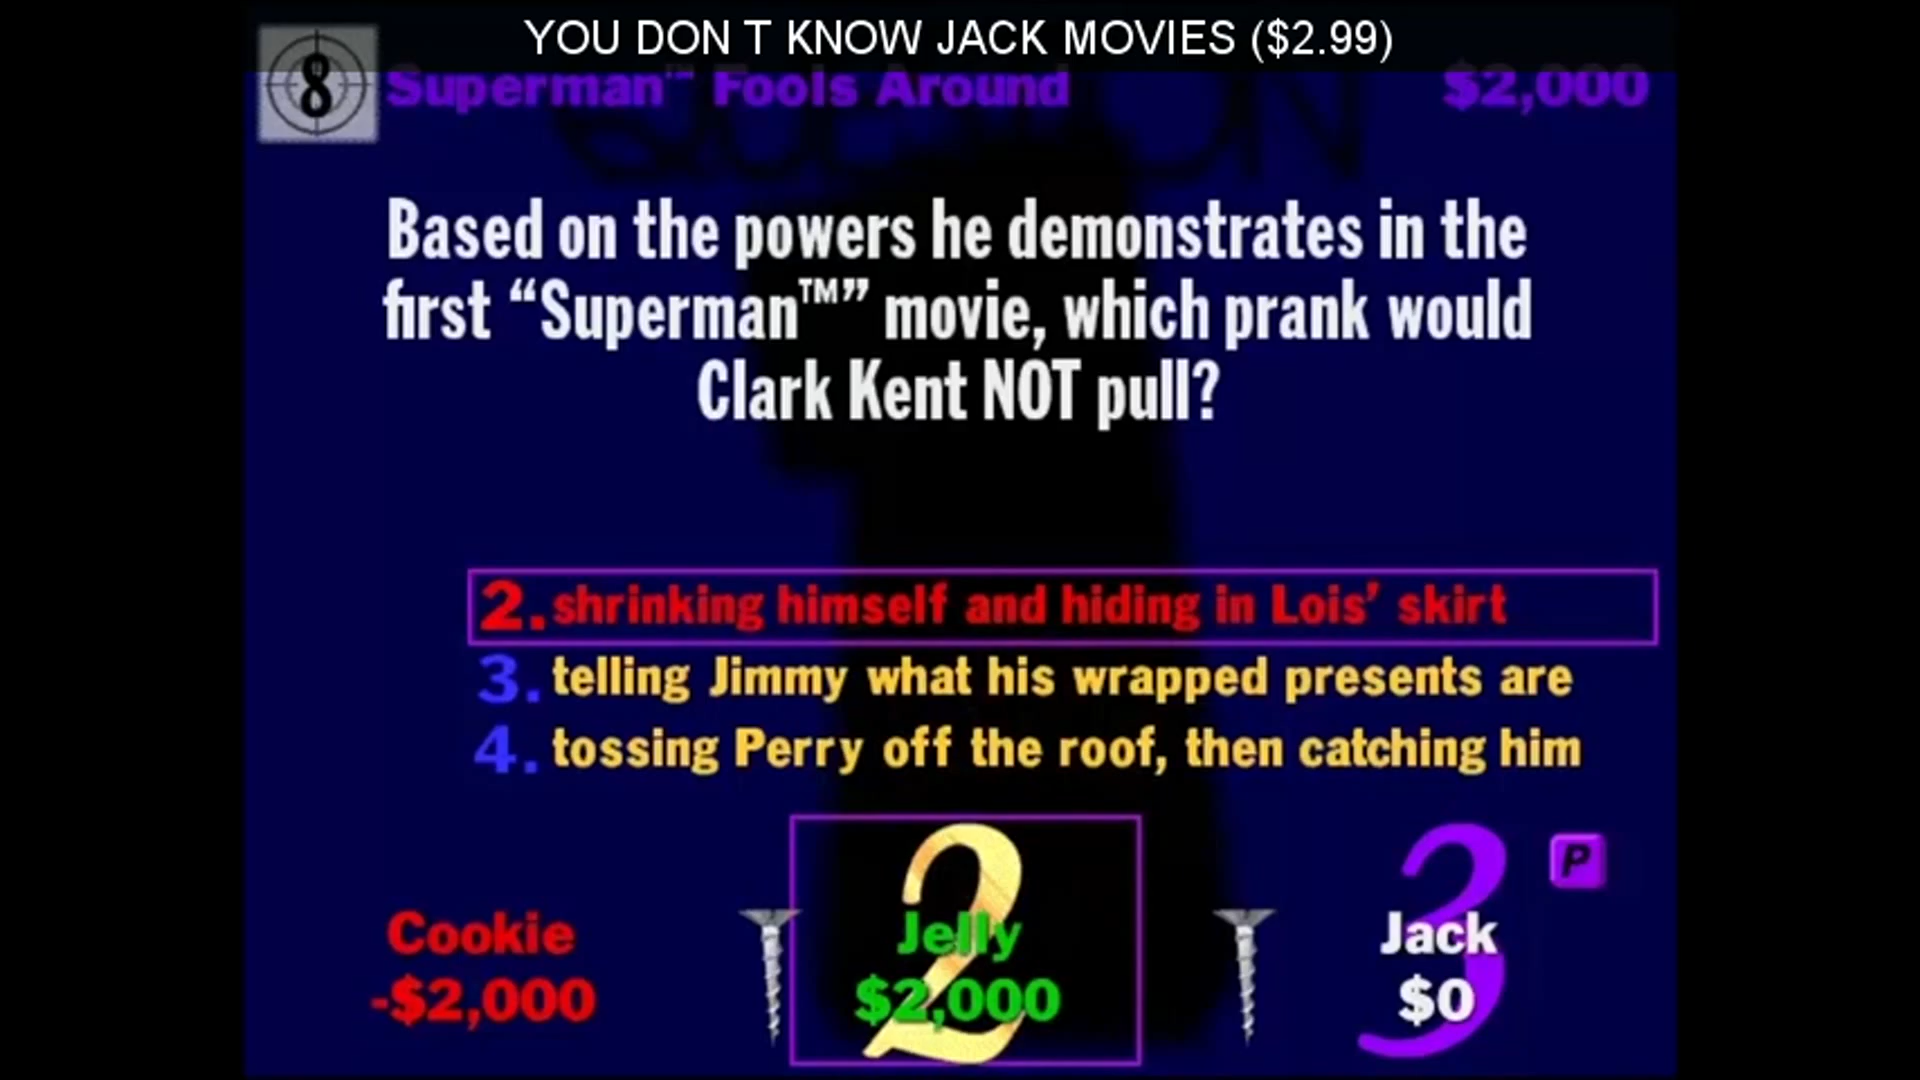 YOU DON T KNOW JACK MOVIES ($2.99)
8 Superman™ Fools Around $2,000
QUESTION
Based on the powers he demonstrates in the
first “Superman™” movie, which prank would
Clark Kent NOT pull?
2. shrinking himself and hiding in Lois’ skirt
3. telling Jimmy what his wrapped presents are
4. tossing Perry off the roof, then catching him
2 3 P
Cookie Jelly Jack
-$2,000 $2,000 $0